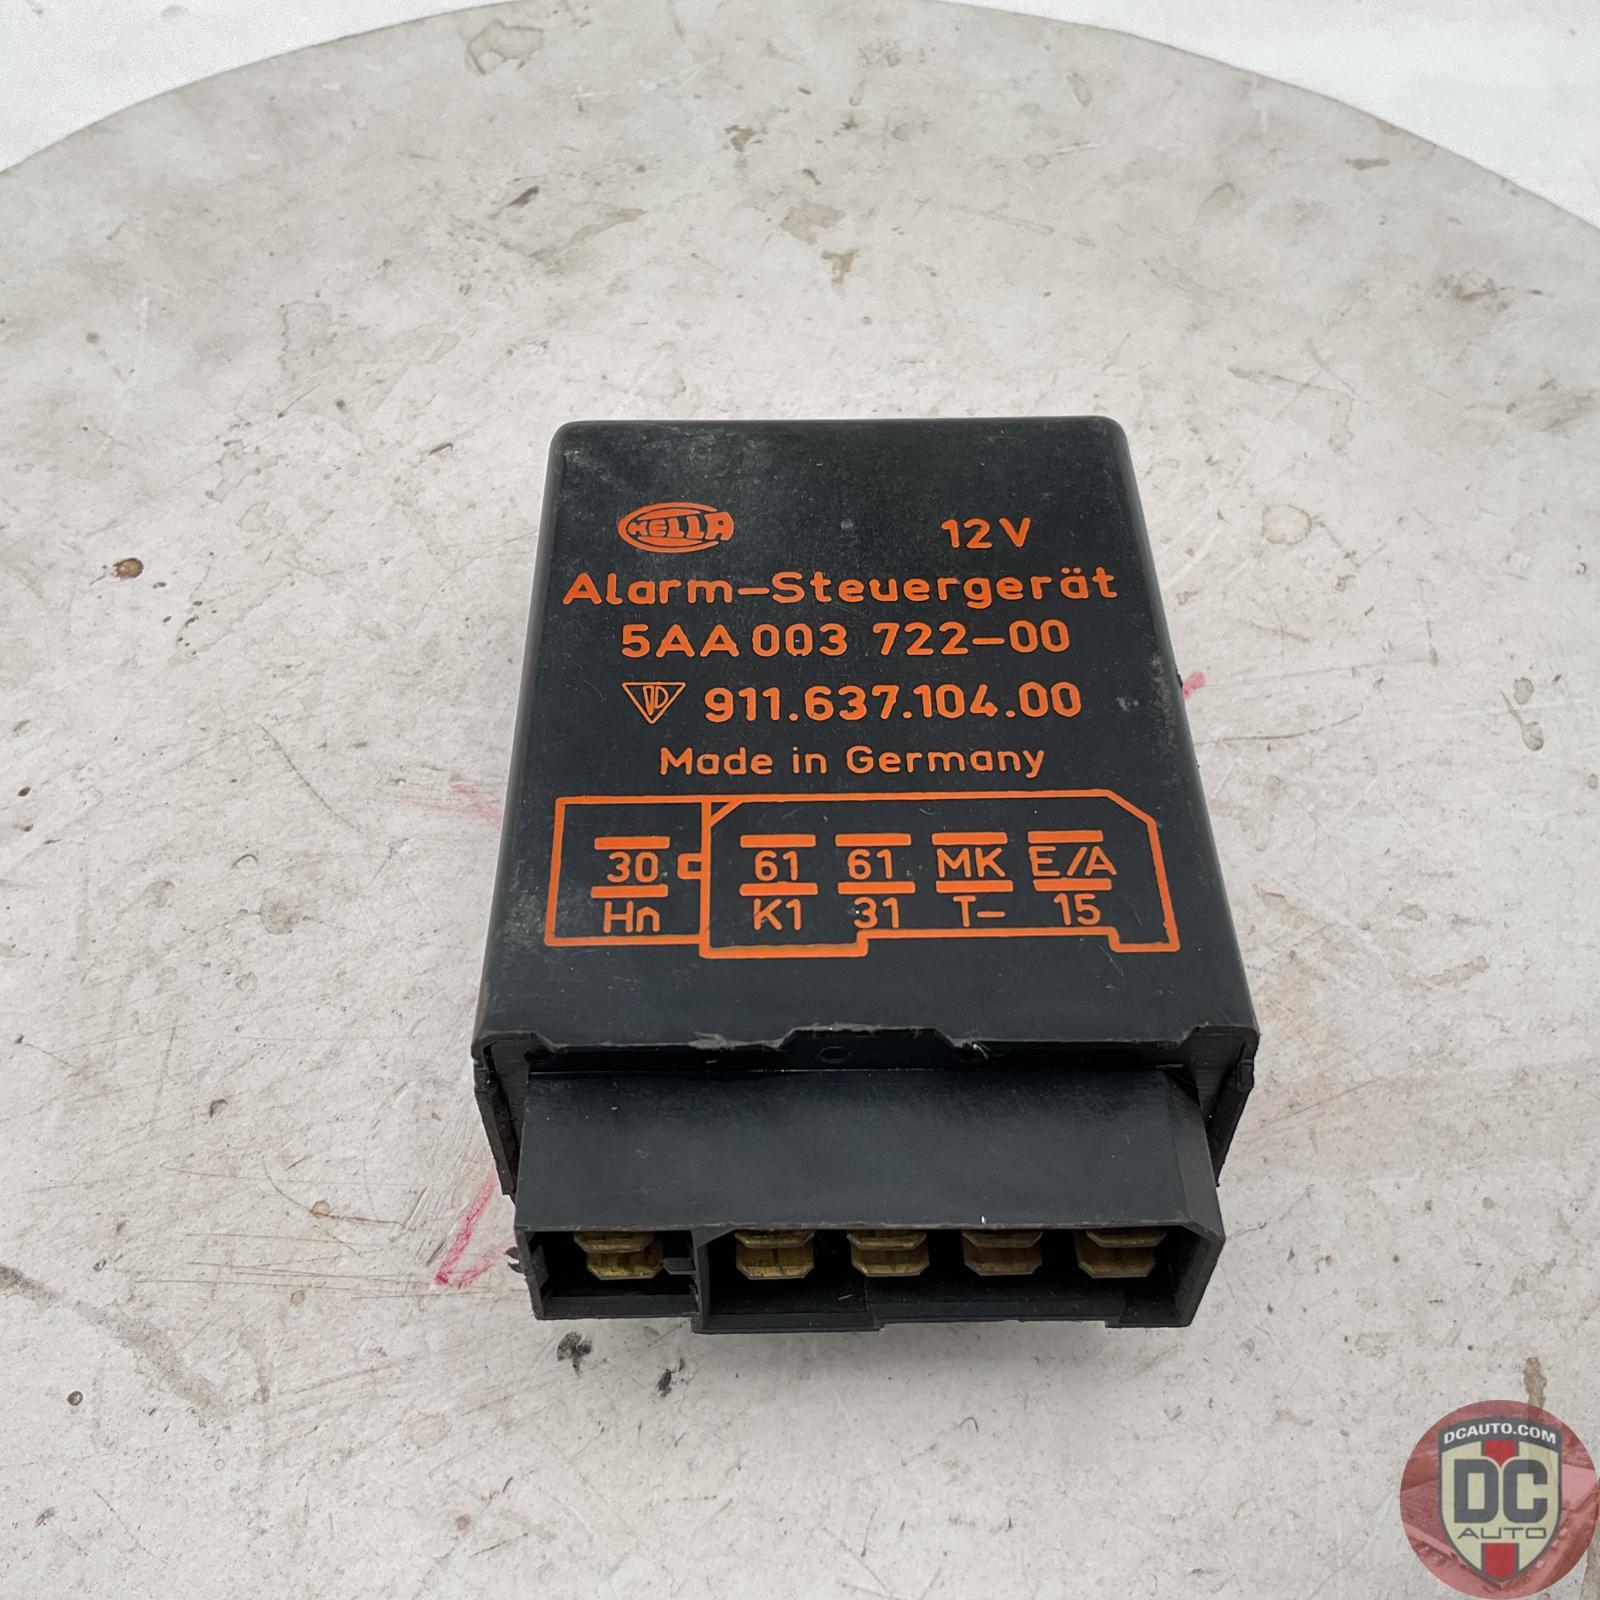 HELLA 12V
Alarm-Steuergerät
5AA 003 722-00
911.637.104.00
Made in Germany
30 61 61 MK E/A
Hn K1 31 T- 15
DCAUTO.COM
DC
AUTO